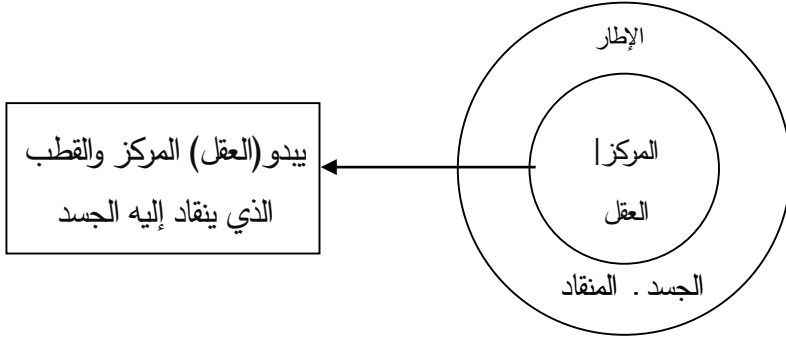 الإطار
المركز|
العقل
الجسد . المنقاد
يبدو (العقل) المركز والقطب
الذي ينقاد إليه الجسد